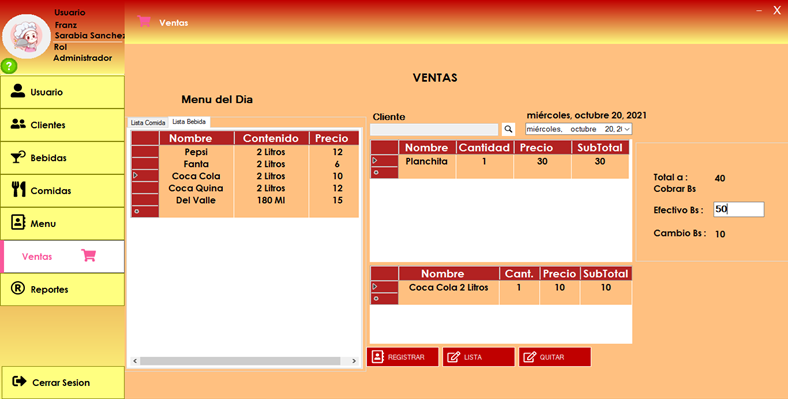 Usuario
Franz
Sarabia Sanchez
Rol
Administrador
?
Usuario
Clientes
Bebidas
Comidas
Menu
Ventas
Reportes
Cerrar Sesion
Ventas
– X
VENTAS
Menu del Dia
Lista Comida Lista Bebida
Nombre Contenido Precio
Pepsi 2 Litros 12
Fanta 2 Litros 6
Coca Cola 2 Litros 10
Coca Quina 2 Litros 12
Del Valle 180 Ml 15
Cliente
miércoles, octubre 20, 2021
miércoles, octubre 20, 2
Nombre Cantidad Precio SubTotal
Planchita 1 30 30
Nombre Cant. Precio SubTotal
Coca Cola 2 Litros 1 10 10
REGISTRAR LISTA QUITAR
Total a : 40
Cobrar Bs
Efectivo Bs : 50
Cambio Bs : 10